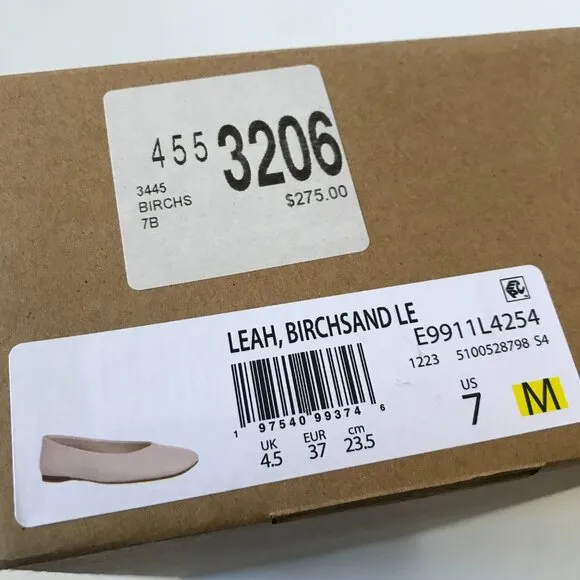 455 3206
3445
BIRCHS
7B
$275.00
LEAH, BIRCHSAND LE
E9911L4254
1223 5100528798 S4
1 97540 99374 6
UK EUR cm
4.5 37 23.5
US
7 M